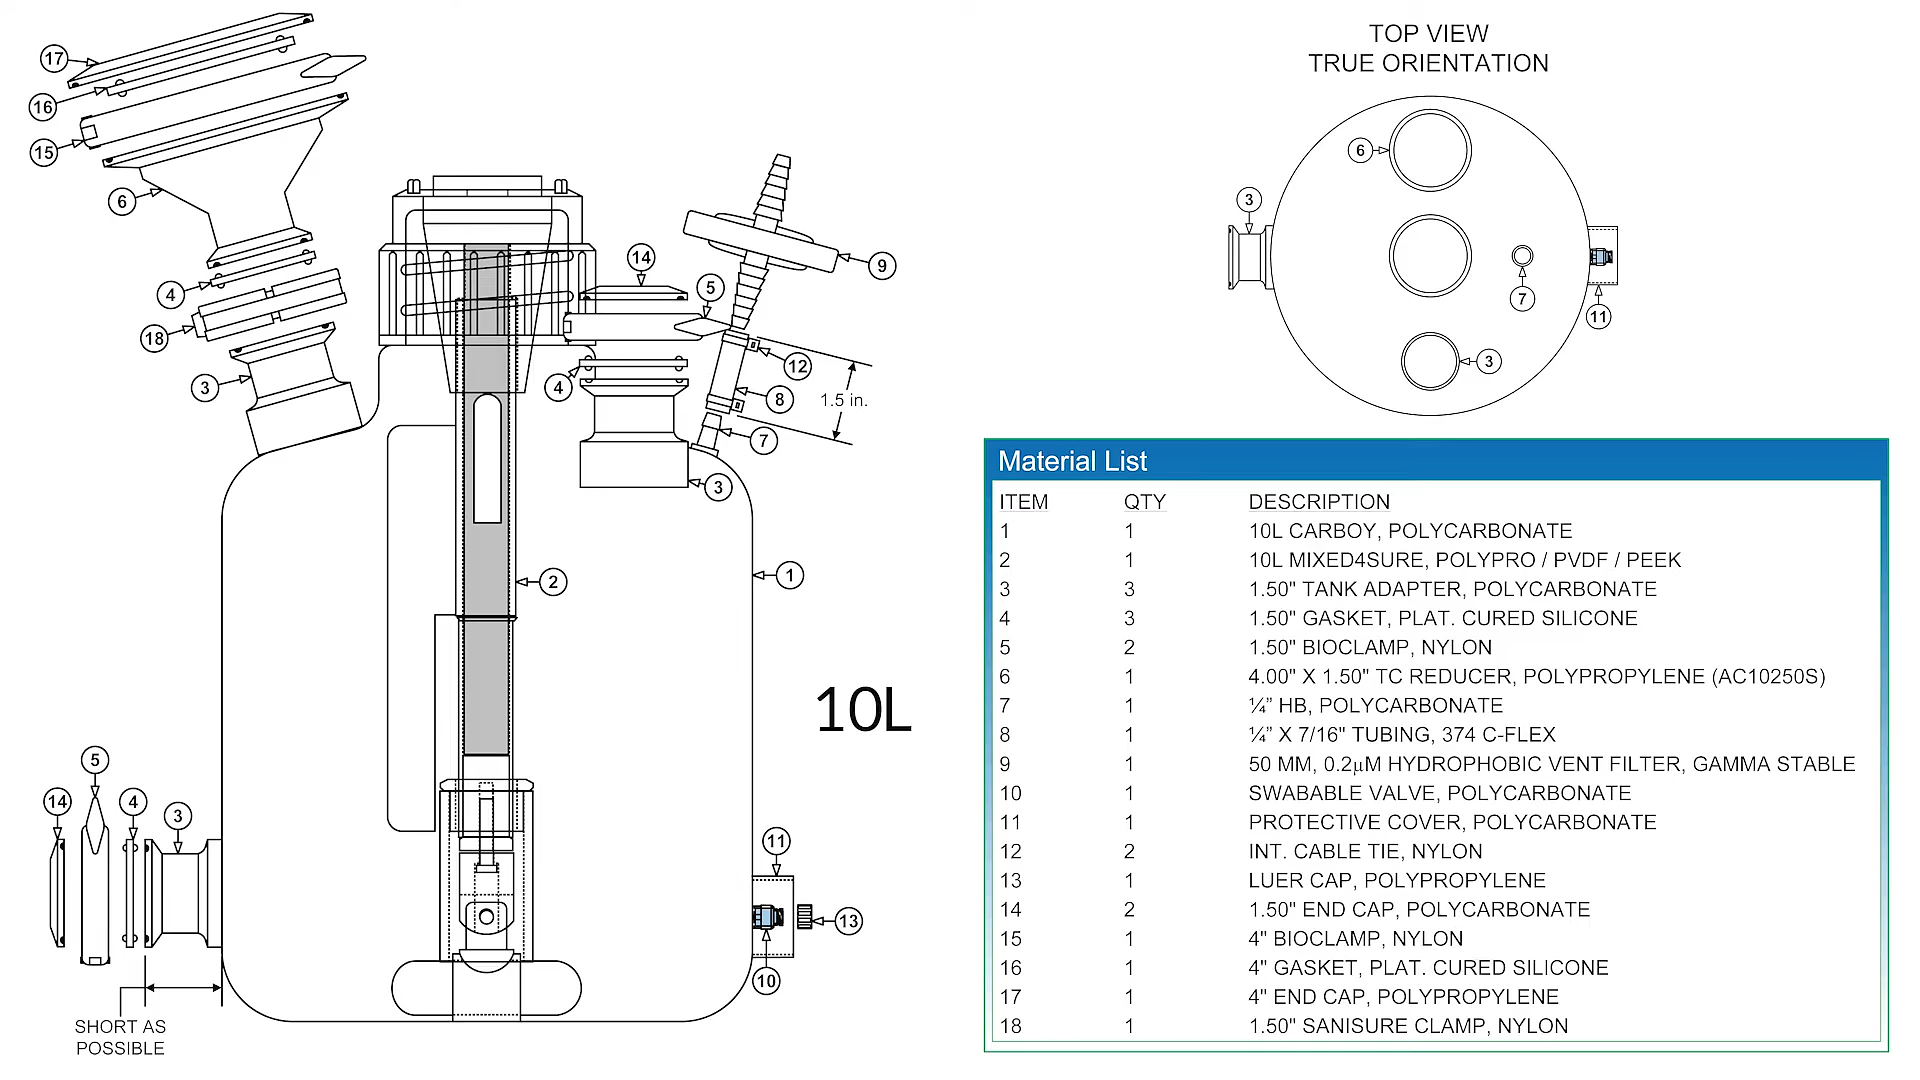 17
16
15
6
4
18
3
14
5
9
12
4
8
1.5 in.
7
3
2
1
10L
5
14
4
3
11
13
10
SHORT AS
POSSIBLE
TOP VIEW
TRUE ORIENTATION
6
3
7
11
3
Material List
ITEM QTY DESCRIPTION
1 1 10L CARBOY, POLYCARBONATE
2 1 10L MIXED4SURE, POLYPRO / PVDF / PEEK
3 3 1.50" TANK ADAPTER, POLYCARBONATE
4 3 1.50" GASKET, PLAT. CURED SILICONE
5 2 1.50" BIOCLAMP, NYLON
6 1 4.00" X 1.50" TC REDUCER, POLYPROPYLENE (AC10250S)
7 1 ¼” HB, POLYCARBONATE
8 1 ¼” X 7/16" TUBING, 374 C-FLEX
9 1 50 MM, 0.2µM HYDROPHOBIC VENT FILTER, GAMMA STABLE
10 1 SWABABLE VALVE, POLYCARBONATE
11 1 PROTECTIVE COVER, POLYCARBONATE
12 2 INT. CABLE TIE, NYLON
13 1 LUER CAP, POLYPROPYLENE
14 2 1.50" END CAP, POLYCARBONATE
15 1 4" BIOCLAMP, NYLON
16 1 4" GASKET, PLAT. CURED SILICONE
17 1 4" END CAP, POLYPROPYLENE
18 1 1.50" SANISURE CLAMP, NYLON